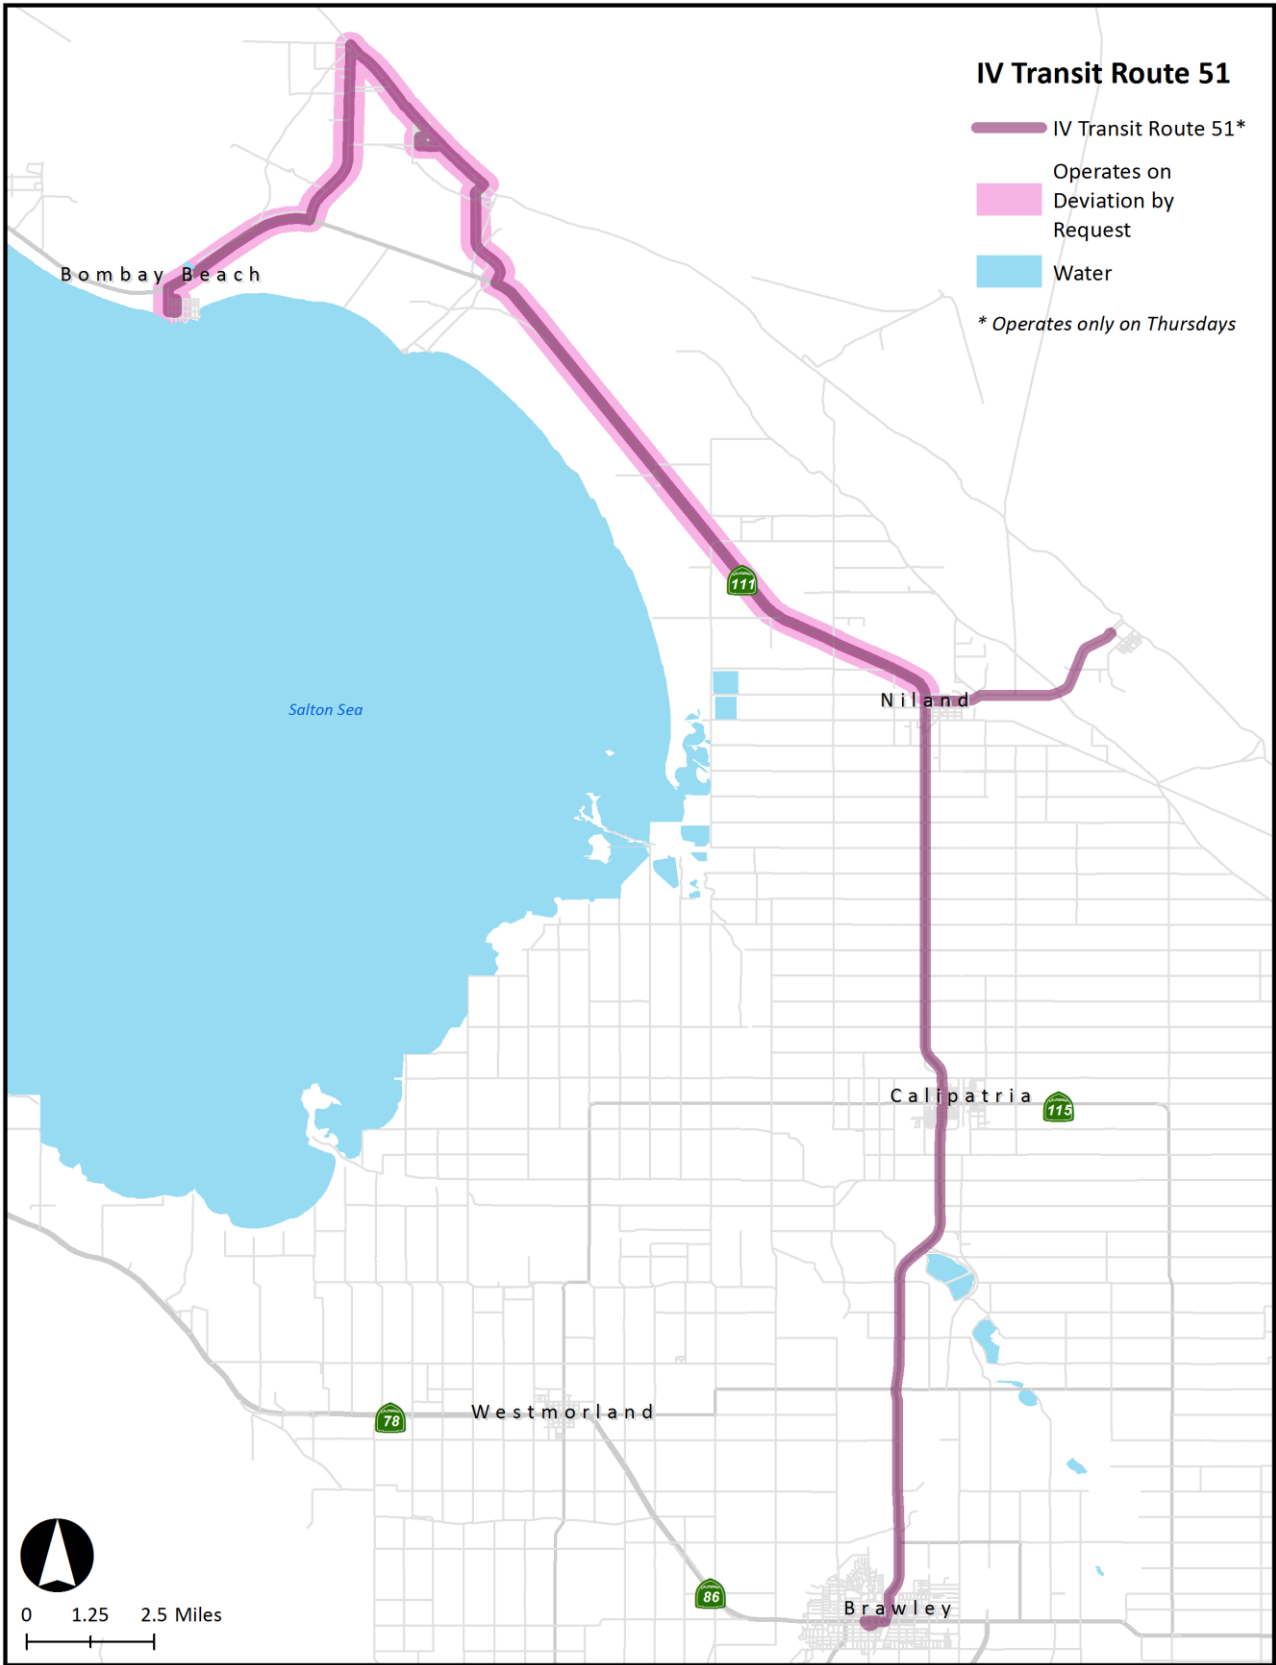 IV Transit Route 51
IV Transit Route 51*
Operates on
Deviation by
Request
Water
* Operates only on Thursdays
Bombay Beach
111
Niland
Salton Sea
Calipatria
115
78
Westmorland
86
Brawley
0 1.25 2.5 Miles